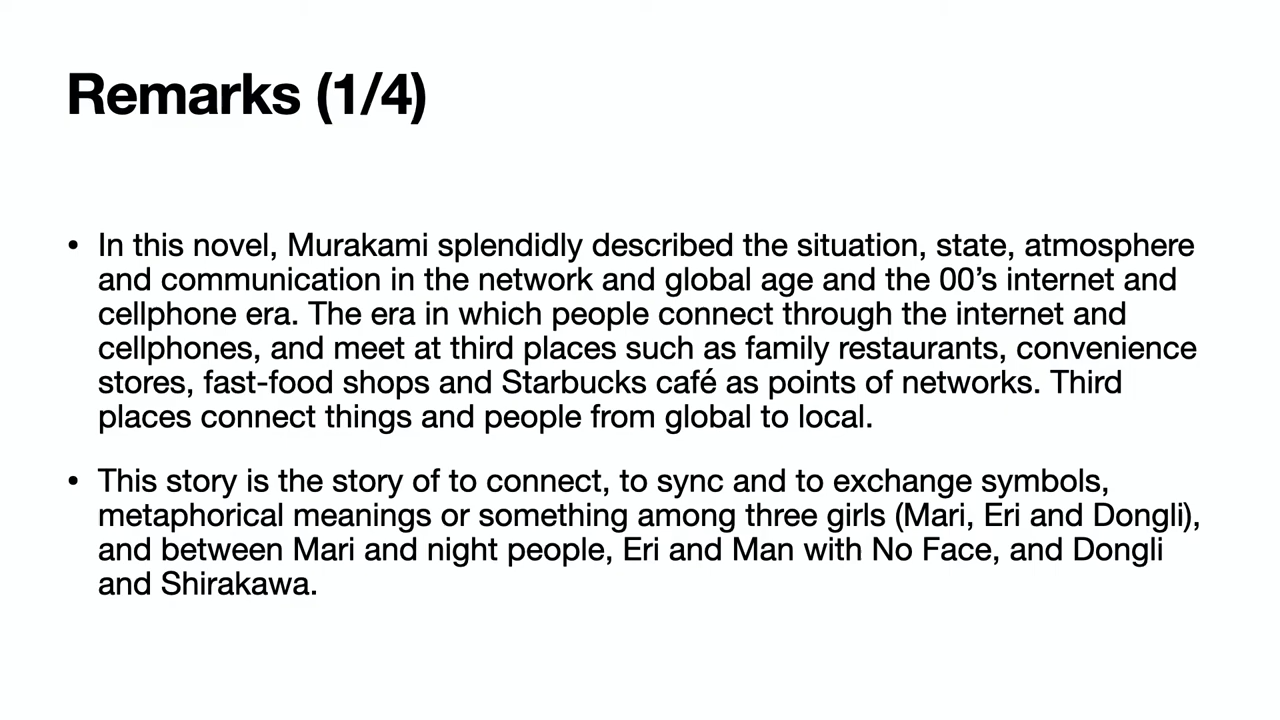 Remarks (1/4)
• In this novel, Murakami splendidly described the situation, state, atmosphere
and communication in the network and global age and the 00’s internet and
cellphone era. The era in which people connect through the internet and
cellphones, and meet at third places such as family restaurants, convenience
stores, fast-food shops and Starbucks café as points of networks. Third
places connect things and people from global to local.
• This story is the story of to connect, to sync and to exchange symbols,
metaphorical meanings or something among three girls (Mari, Eri and Dongli),
and between Mari and night people, Eri and Man with No Face, and Dongli
and Shirakawa.